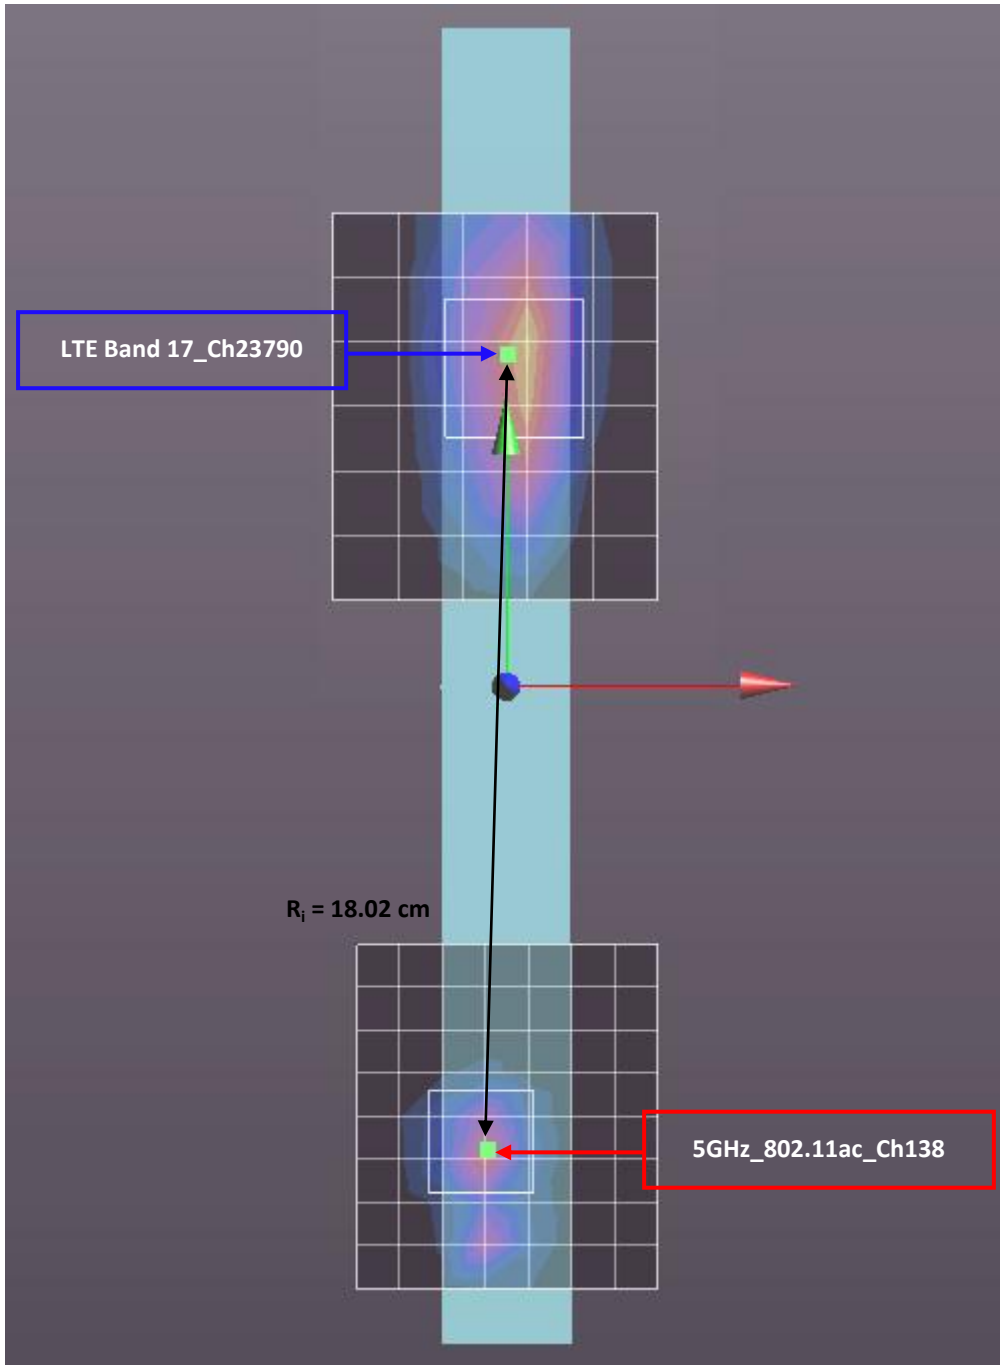 LTE Band 17_Ch23790
Rᵢ = 18.02 cm
5GHz_802.11ac_Ch138